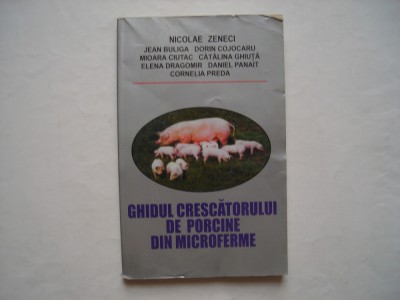 NICOLAE ZENECI
JEAN BULIGA DORIN COJOCARU
MIOARA CIUTAC CĂTĂLINA GHIUȚĂ
ELENA DRAGOMIR DANIEL PANAIT
CORNELIA PREDA
GHIDUL CRESCĂTORULUI
DE PORCINE
DIN MICROFERME